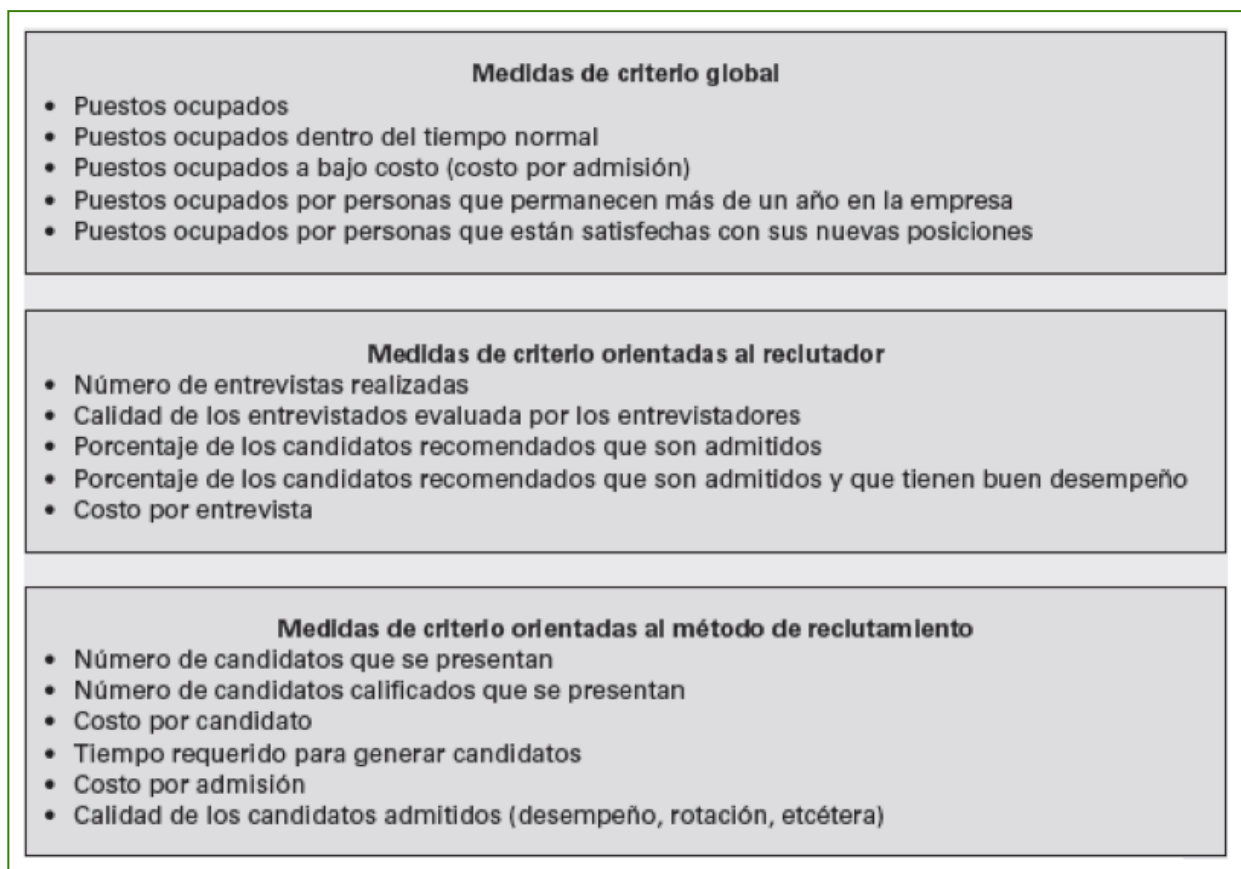 Medidas de criterio global
• Puestos ocupados
• Puestos ocupados dentro del tiempo normal
• Puestos ocupados a bajo costo (costo por admisión)
• Puestos ocupados por personas que permanecen más de un año en la empresa
• Puestos ocupados por personas que están satisfechas con sus nuevas posiciones
Medidas de criterio orientadas al reclutador
• Número de entrevistas realizadas
• Calidad de los entrevistados evaluada por los entrevistadores
• Porcentaje de los candidatos recomendados que son admitidos
• Porcentaje de los candidatos recomendados que son admitidos y que tienen buen desempeño
• Costo por entrevista
Medidas de criterio orientadas al método de reclutamiento
• Número de candidatos que se presentan
• Número de candidatos calificados que se presentan
• Costo por candidato
• Tiempo requerido para generar candidatos
• Costo por admisión
• Calidad de los candidatos admitidos (desempeño, rotación, etcétera)